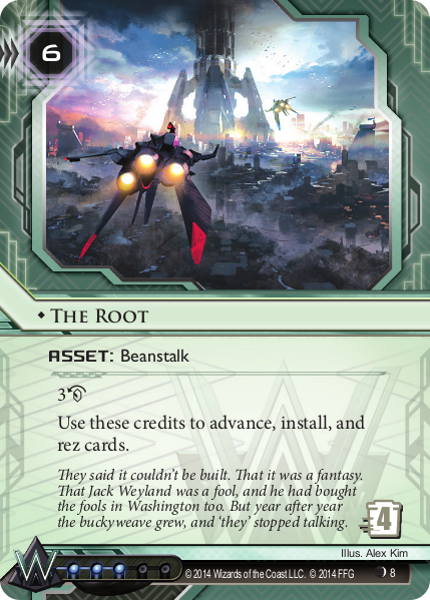 6
THE ROOT
ASSET: Beanstalk
3
Use these credits to advance, install, and
rez cards.
They said it couldn't be built. That it was a fantasy.
That Jack Weyland was a fool, and he had bought
the fools in Washington too. But year after year
the buckyweave grew, and ‘they’ stopped talking.
4
Illus. Alex Kim
W
© 2014 Wizards of the Coast LLC. © 2014 FFG
8